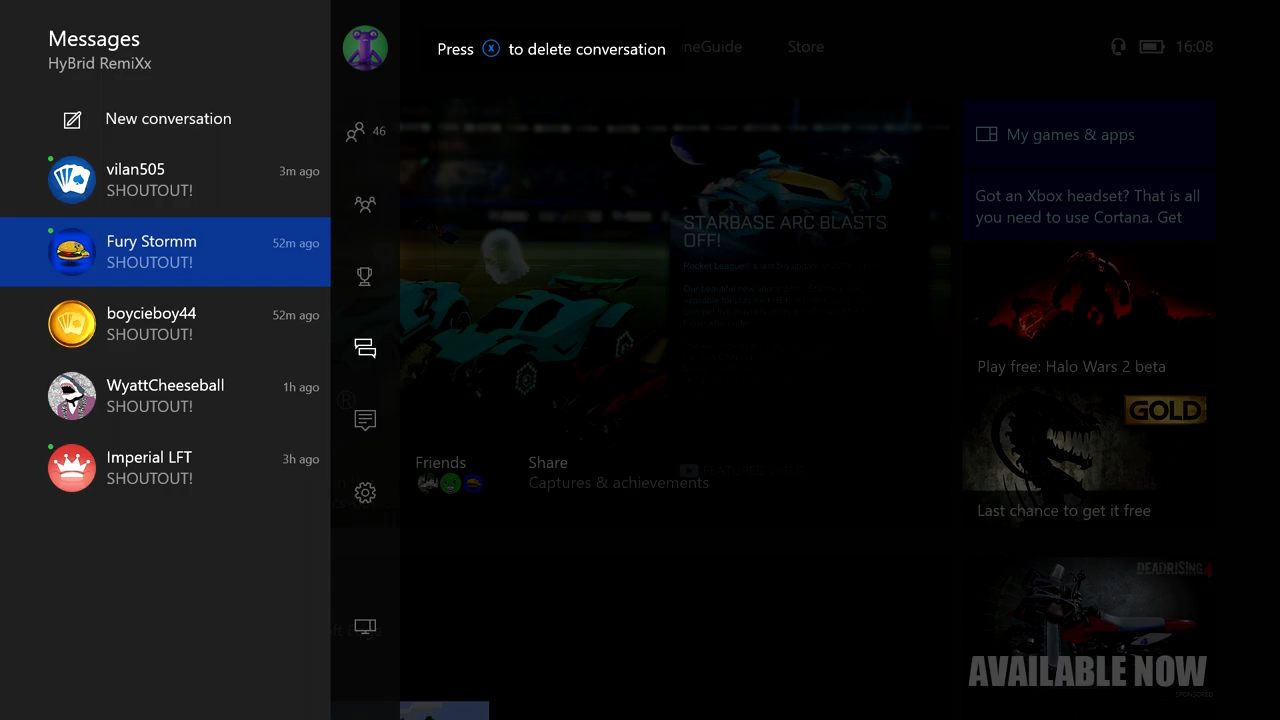 Messages
HyBrid RemiXx
New conversation
vilan505
3m ago
SHOUTOUT!
Fury Stormm
52m ago
SHOUTOUT!
boycieboy44
52m ago
SHOUTOUT!
WyattCheeseball
1h ago
SHOUTOUT!
Imperial LFT
3h ago
SHOUTOUT!
46
Press X to delete conversation
neGuide
Store
16:08
STARBASE ARC BLASTS
OFF!
Friends
Share
Captures & achievements
My games & apps
Got an Xbox headset? That is all
you need to use Cortana. Get
Play free: Halo Wars 2 beta
GOLD
Last chance to get it free
DEADRISING 4
AVAILABLE NOW
SPONSORED